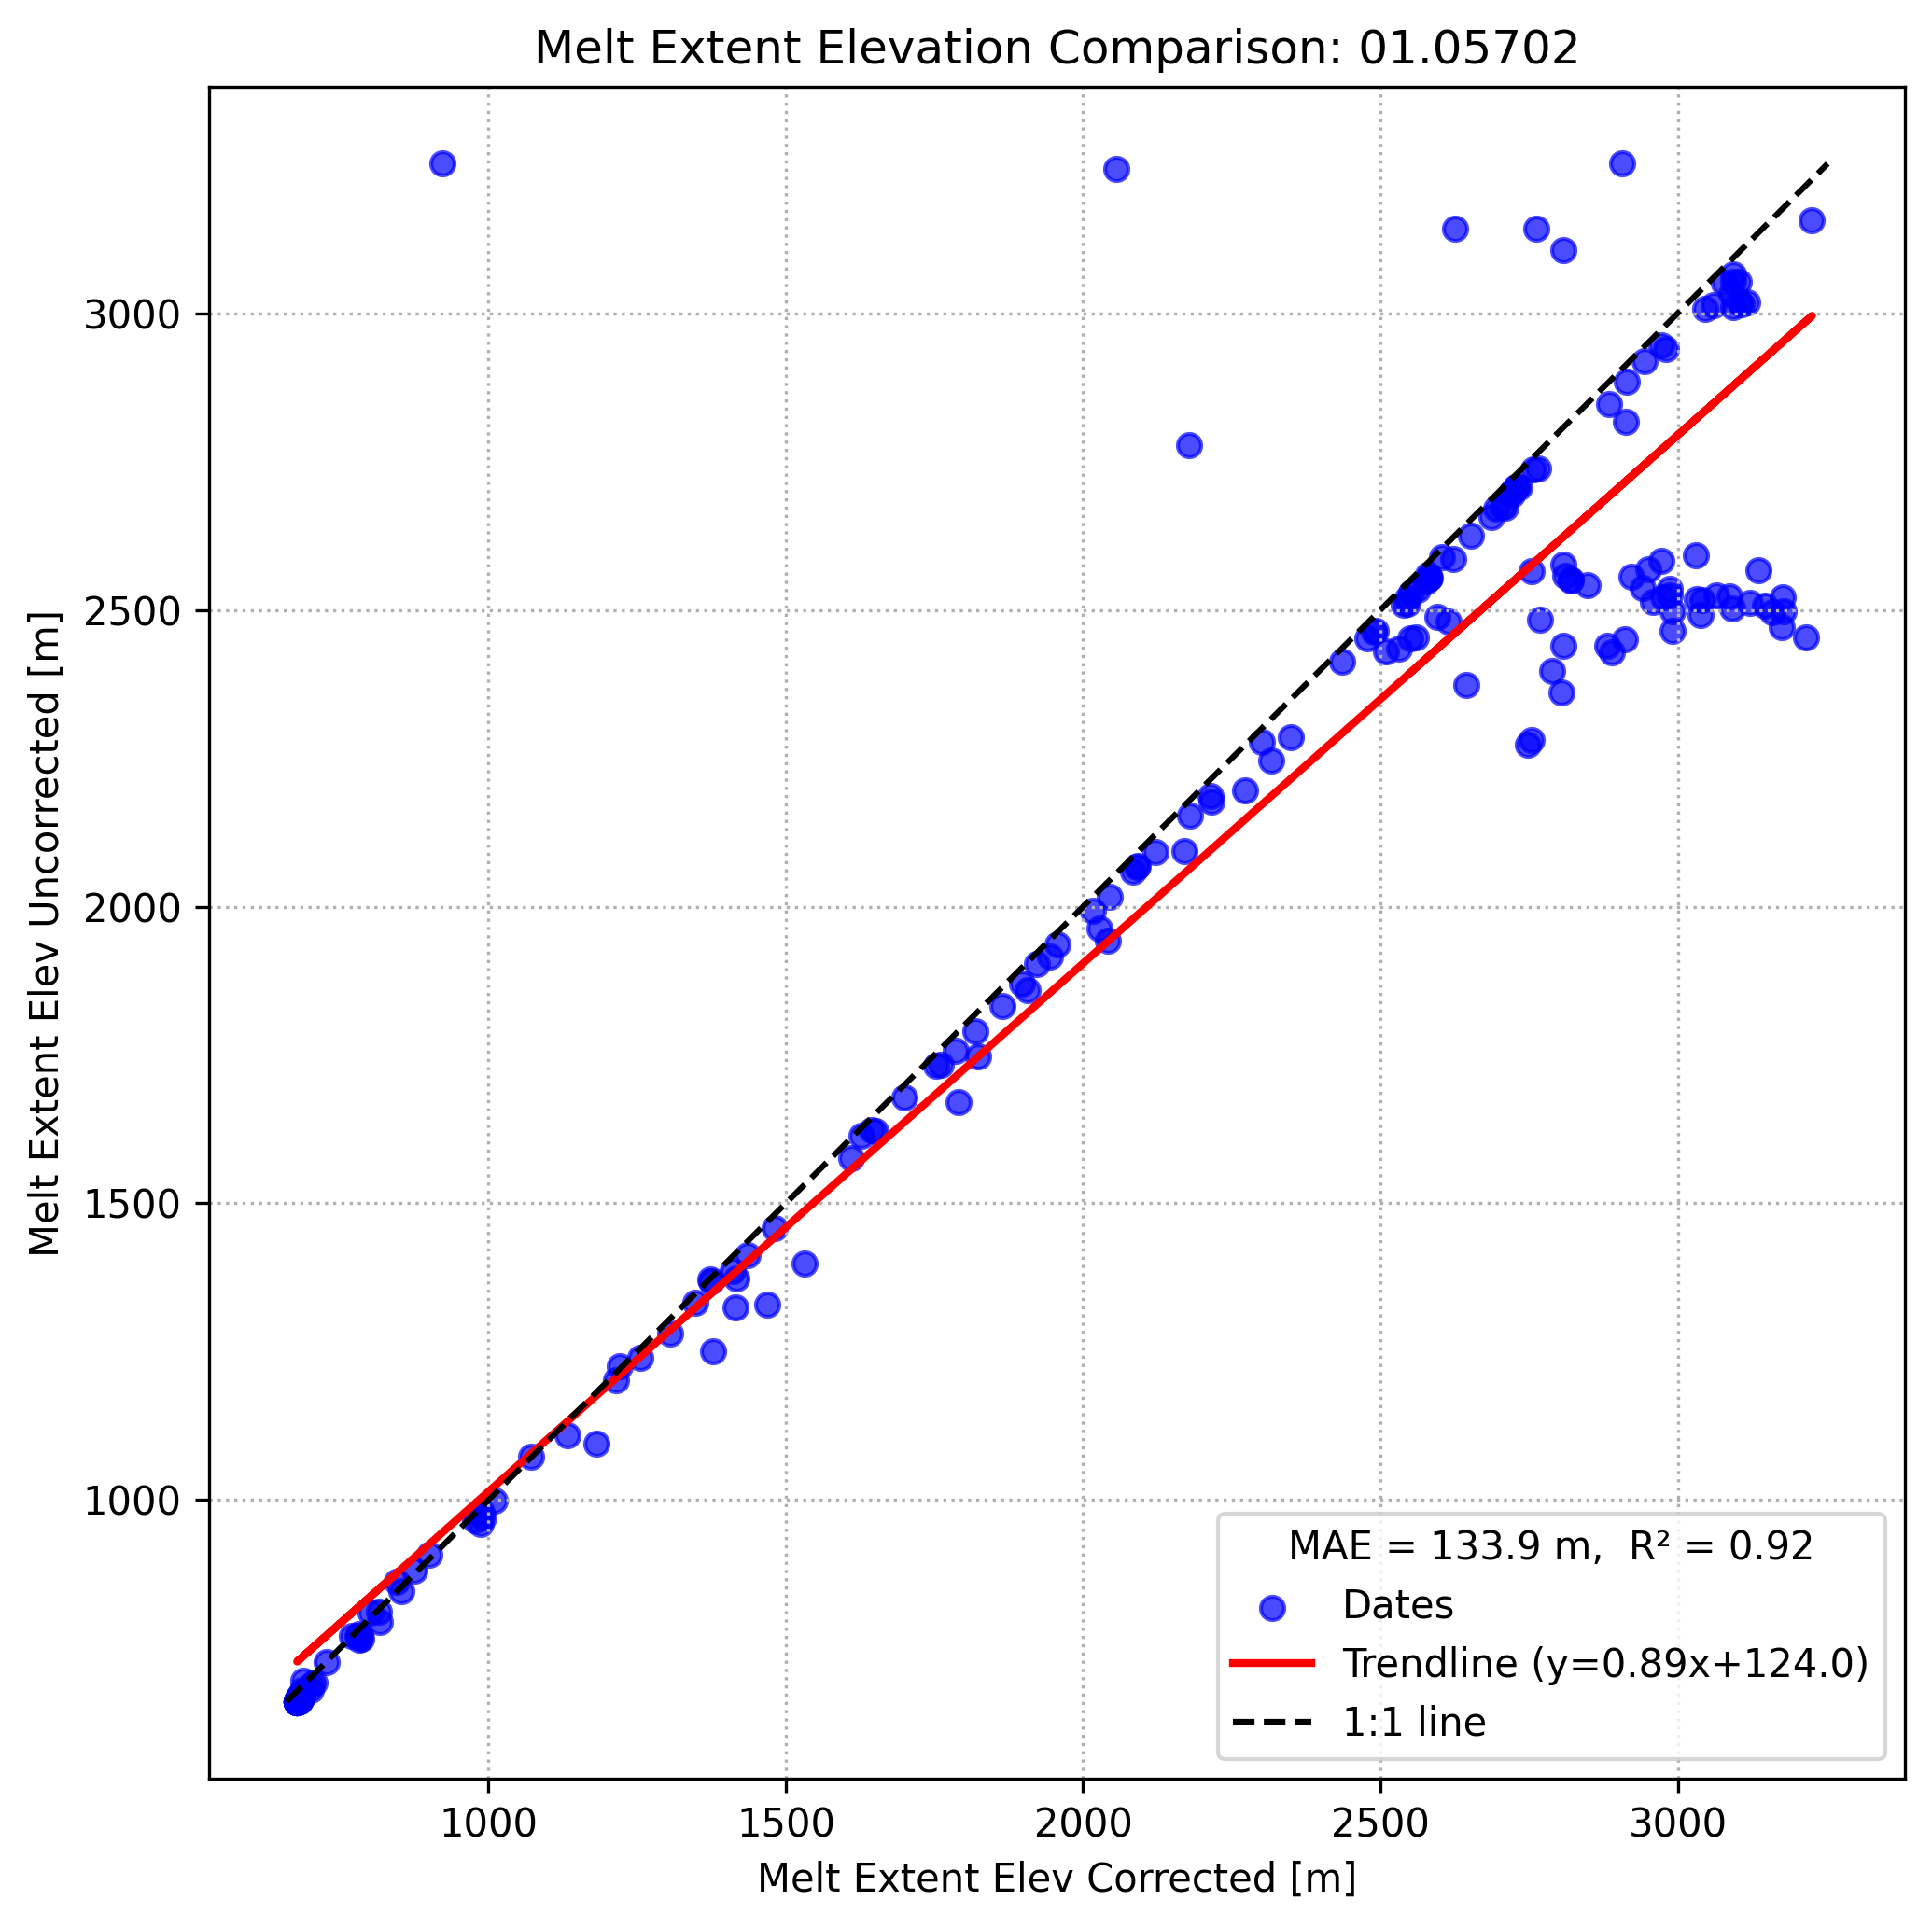 Melt Extent Elevation Comparison: 01.05702
Melt Extent Elev Uncorrected [m]
3000
2500
2000
1500
1000
MAE = 133.9 m,  R² = 0.92
Dates
Trendline (y=0.89x+124.0)
1:1 line
1000
1500
2000
2500
3000
Melt Extent Elev Corrected [m]